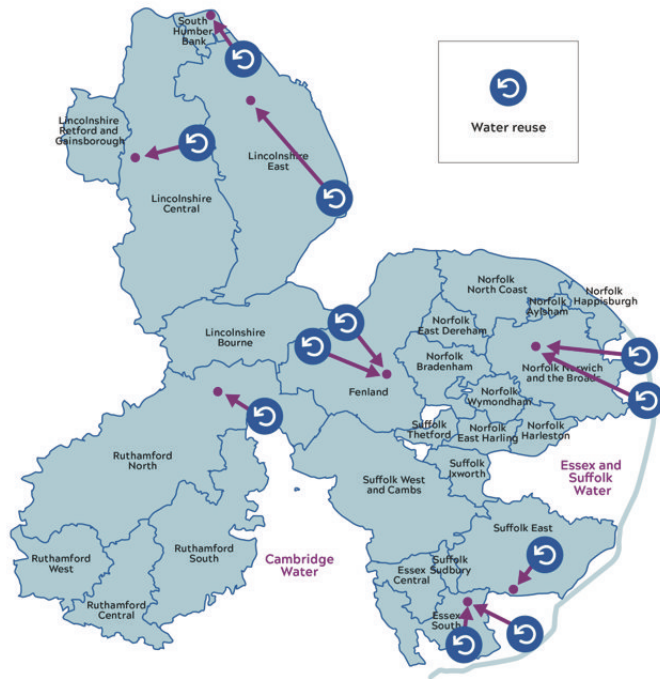 South
Humber
Bank
Water reuse
Lincolnshire
Retford and
Gainsborough
Lincolnshire
East
Lincolnshire
Central
Norfolk
North Coast
Norfolk
Happisburgh
Norfolk
Aylsham
Norfolk
East Dereham
Lincolnshire
Bourne
Norfolk
Bradenham
Norfolk Norwich
and the Broads
Fenland
Norfolk
Wymondham
Suffolk
Thetford
Norfolk
East Harling
Norfolk
Harleston
Ruthamford
North
Suffolk
Ixworth
Essex and
Suffolk
Water
Suffolk West
and Cambs
Suffolk East
Ruthamford
West
Ruthamford
South
Cambridge
Water
Essex
Central
Suffolk
Sudbury
Ruthamford
Central
Essex
South